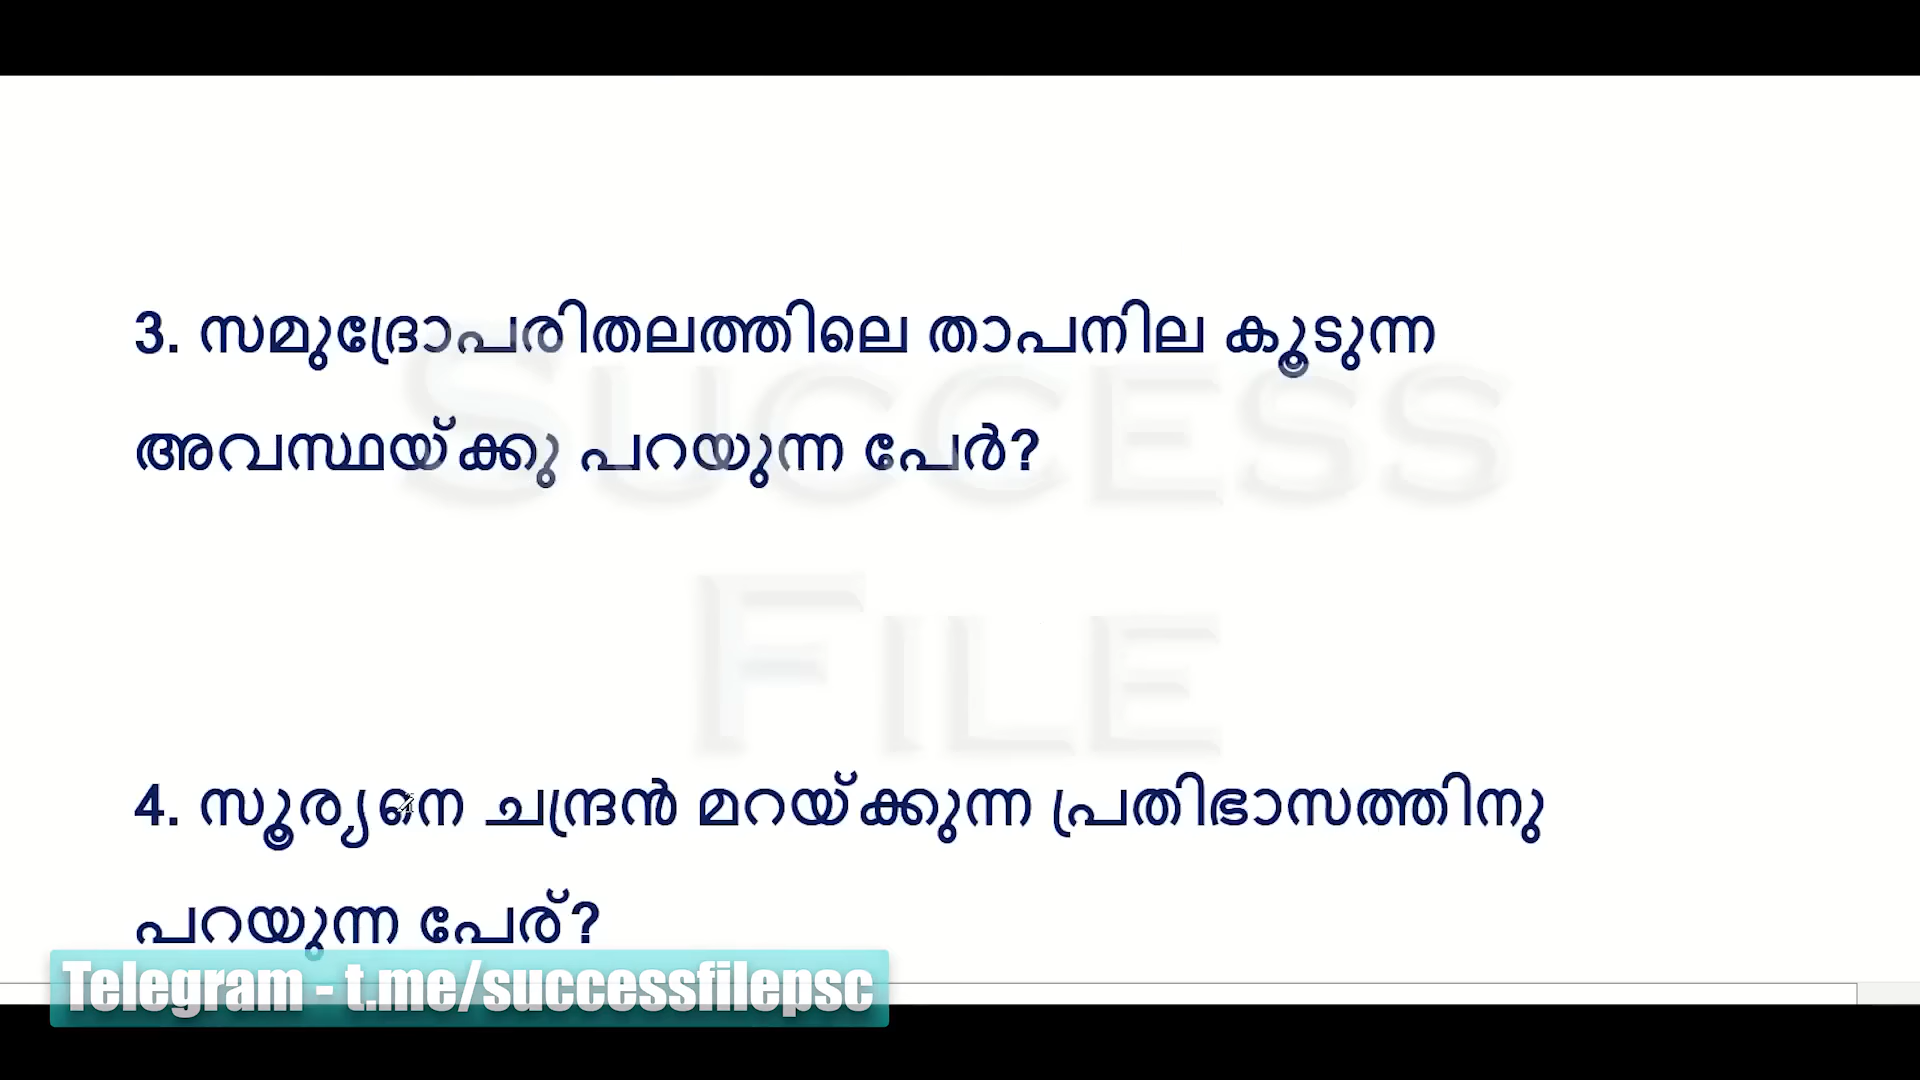 3. സമുദ്രോപരിതലത്തിലെ താപനില കൂടുന്ന
അവസ്ഥയ്ക്കു പറയുന്ന പേർ?
SUCCESS
FILE
4. സൂര്യനെ ചന്ദ്രൻ മറയ്ക്കുന്ന പ്രതിഭാസത്തിനു
പറയുന്ന പേര്?
Telegram - t.me/successfilepsc